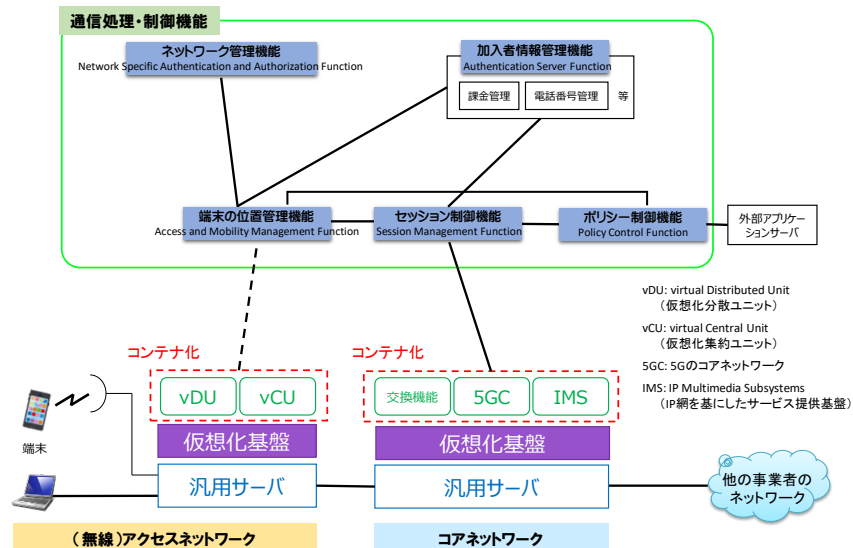 通信処理・制御機能
ネットワーク管理機能
Network Specific Authentication and Authorization Function
加入者情報管理機能
Authentication Server Function
課金管理
電話番号管理
等
端末の位置管理機能
Access and Mobility Management Function
セッション制御機能
Session Management Function
ポリシー制御機能
Policy Control Function
外部アプリケー
ションサーバ
vDU: virtual Distributed Unit
（仮想化分散ユニット）
vCU: virtual Central Unit
（仮想化集約ユニット）
5GC: 5Gのコアネットワーク
IMS: IP Multimedia Subsystems
（IP網を基にしたサービス提供基盤）
コンテナ化
コンテナ化
vDU
vCU
交換機能
5GC
IMS
端末
仮想化基盤
仮想化基盤
汎用サーバ
汎用サーバ
他の事業者の
ネットワーク
（無線）アクセスネットワーク
コアネットワーク